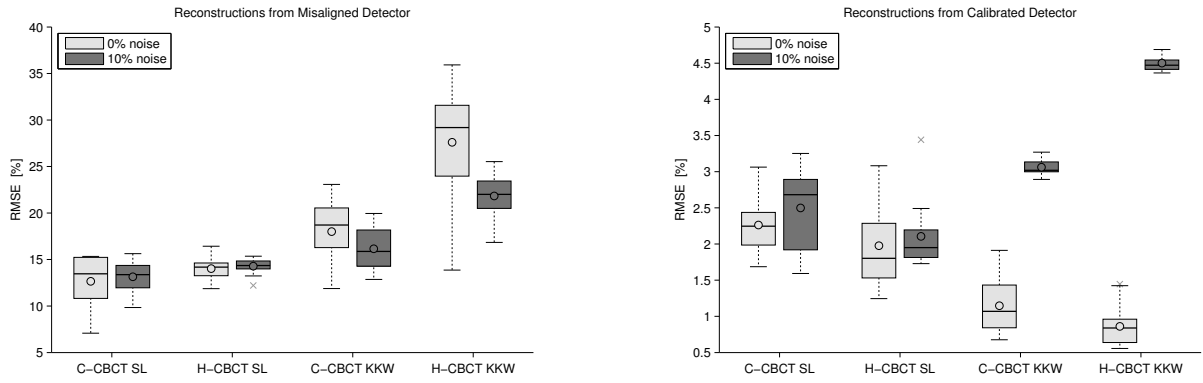 Reconstructions from Misaligned Detector
40
35
30
25
20
15
10
5
RMSE [%]
0% noise
10% noise
C−CBCT SL
H−CBCT SL
C−CBCT KKW
H−CBCT KKW
Reconstructions from Calibrated Detector
5
4.5
4
3.5
3
2.5
2
1.5
1
0.5
RMSE [%]
0% noise
10% noise
C−CBCT SL
H−CBCT SL
C−CBCT KKW
H−CBCT KKW